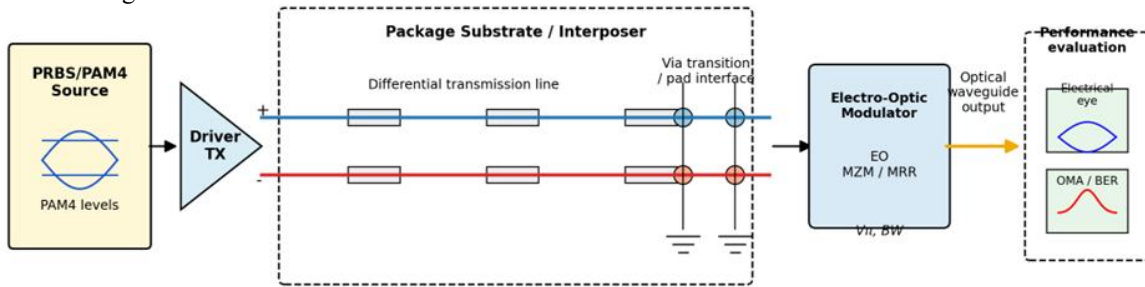 PRBS/PAM4
Source
PAM4 levels
Driver
TX
+
-
Package Substrate / Interposer
Differential transmission line
Via transition
/ pad interface
Electro-Optic
Modulator
EO
MZM / MRR
Vπ, BW
Optical
waveguide
output
Performance
evaluation
Electrical
eye
OMA / BER